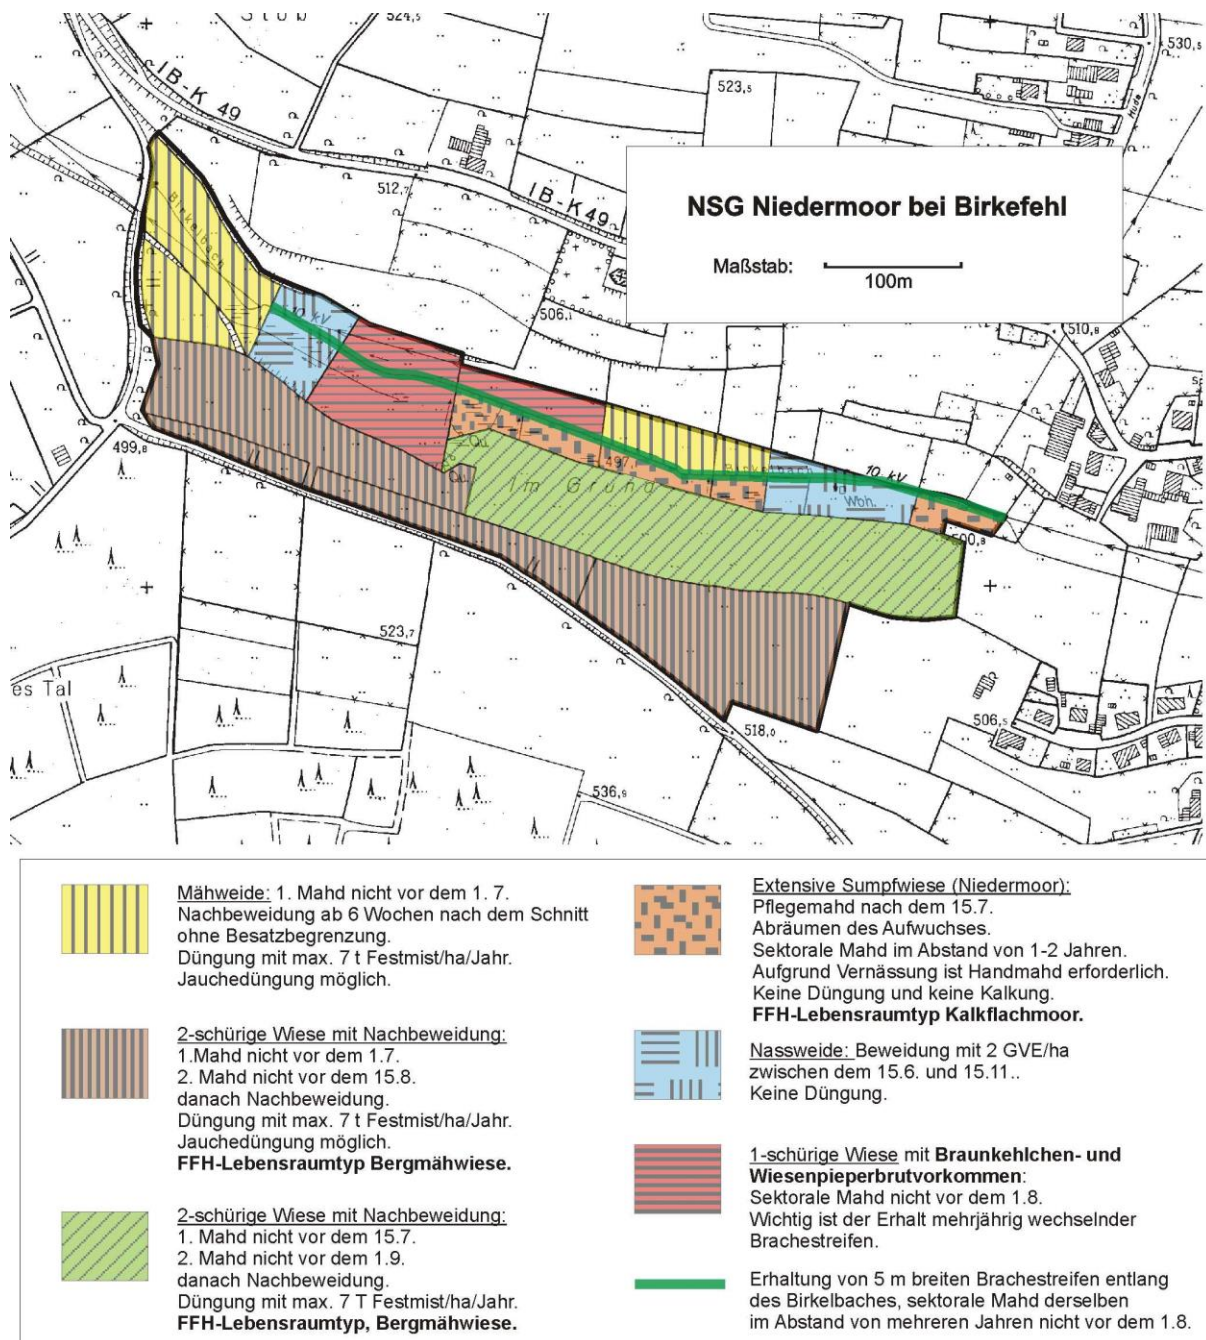 Stöb
524,5
530,5
IB-K 49
523,5
Hude
512,7
IB-K49
NSG Niedermoor bei Birkefehl
Maßstab:
100m
Birkelbach
10 kV
506,1
510,8
499,8
Qu.
497,
Im Grund
10 kV
Woh.
500,8
523,7
es Tal
518,0
506,5
536,9
Mähweide: 1. Mahd nicht vor dem 1. 7.
Nachbeweidung ab 6 Wochen nach dem Schnitt
ohne Besatzbegrenzung.
Düngung mit max. 7 t Festmist/ha/Jahr.
Jauchedüngung möglich.
2-schürige Wiese mit Nachbeweidung:
1.Mahd nicht vor dem 1.7.
2. Mahd nicht vor dem 15.8.
danach Nachbeweidung.
Düngung mit max. 7 t Festmist/ha/Jahr.
Jauchedüngung möglich.
FFH-Lebensraumtyp Bergmähwiese.
2-schürige Wiese mit Nachbeweidung:
1. Mahd nicht vor dem 15.7.
2. Mahd nicht vor dem 1.9.
danach Nachbeweidung.
Düngung mit max. 7 T Festmist/ha/Jahr.
FFH-Lebensraumtyp, Bergmähwiese.
Extensive Sumpfwiese (Niedermoor):
Pflegemahd nach dem 15.7.
Abräumen des Aufwuchses.
Sektorale Mahd im Abstand von 1-2 Jahren.
Aufgrund Vernässung ist Handmahd erforderlich.
Keine Düngung und keine Kalkung.
FFH-Lebensraumtyp Kalkflachmoor.
Nassweide: Beweidung mit 2 GVE/ha
zwischen dem 15.6. und 15.11..
Keine Düngung.
1-schürige Wiese mit Braunkehlchen- und
Wiesenpieperbrutvorkommen:
Sektorale Mahd nicht vor dem 1.8.
Wichtig ist der Erhalt mehrjährig wechselnder
Brachestreifen.
Erhaltung von 5 m breiten Brachestreifen entlang
des Birkelbaches, sektorale Mahd derselben
im Abstand von mehreren Jahren nicht vor dem 1.8.